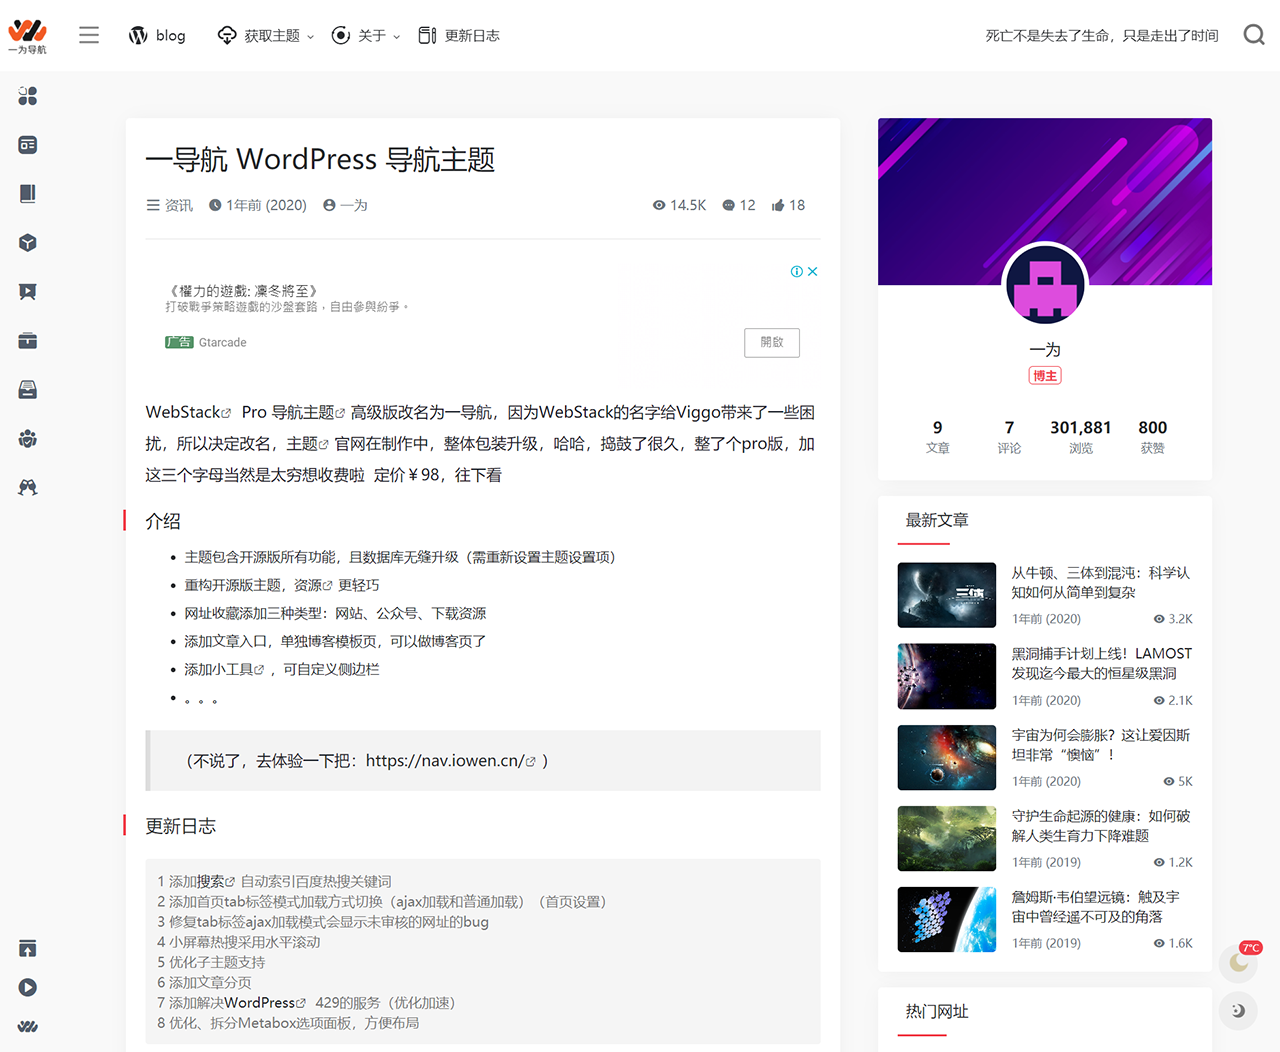 一为导航
blog
获取主题
关于
更新日志
死亡不是失去了生命，只是走出了时间
一导航 WordPress 导航主题
资讯 1年前 (2020) 一为 14.5K 12 18
《權力的遊戲: 凜冬將至》
打破戰爭策略遊戲的沙盤套路，自由參與紛爭。
广告 Gtarcade
開啟
WebStack Pro 导航主题 高级版改名为一导航，因为WebStack的名字给Viggo带来了一些困
扰，所以决定改名，主题 官网在制作中，整体包装升级，哈哈，捣鼓了很久，整了个pro版，加
这三个字母当然是太穷想收费啦 定价￥98，往下看
介绍
• 主题包含开源版所有功能，且数据库无缝升级（需重新设置主题设置项）
• 重构开源版主题，资源 更轻巧
• 网址收藏添加三种类型：网站、公众号、下载资源
• 添加文章入口，单独博客模板页，可以做博客页了
• 添加小工具 ，可自定义侧边栏
• 。。。
（不说了，去体验一下把：https://nav.iowen.cn/ ）
更新日志
1 添加搜索 自动索引百度热搜关键词
2 添加首页tab标签模式加载方式切换（ajax加载和普通加载）（首页设置）
3 修复tab标签ajax加载模式会显示未审核的网址的bug
4 小屏幕热搜采用水平滚动
5 优化子主题支持
6 添加文章分页
7 添加解决WordPress 429的服务（优化加速）
8 优化、拆分Metabox选项面板，方便布局
一为
博主
9 7 301,881 800
文章 评论 浏览 获赞
最新文章
三体
从牛顿、三体到混沌：科学认
知如何从简单到复杂
1年前 (2020) 3.2K
黑洞捕手计划上线！LAMOST
发现迄今最大的恒星级黑洞
1年前 (2020) 2.1K
宇宙为何会膨胀？这让爱因斯
坦非常“懊恼”！
1年前 (2020) 5K
守护生命起源的健康：如何破
解人类生育力下降难题
1年前 (2019) 1.2K
詹姆斯·韦伯望远镜：触及宇
宙中曾经遥不可及的角落
1年前 (2019) 1.6K
7°C
热门网址